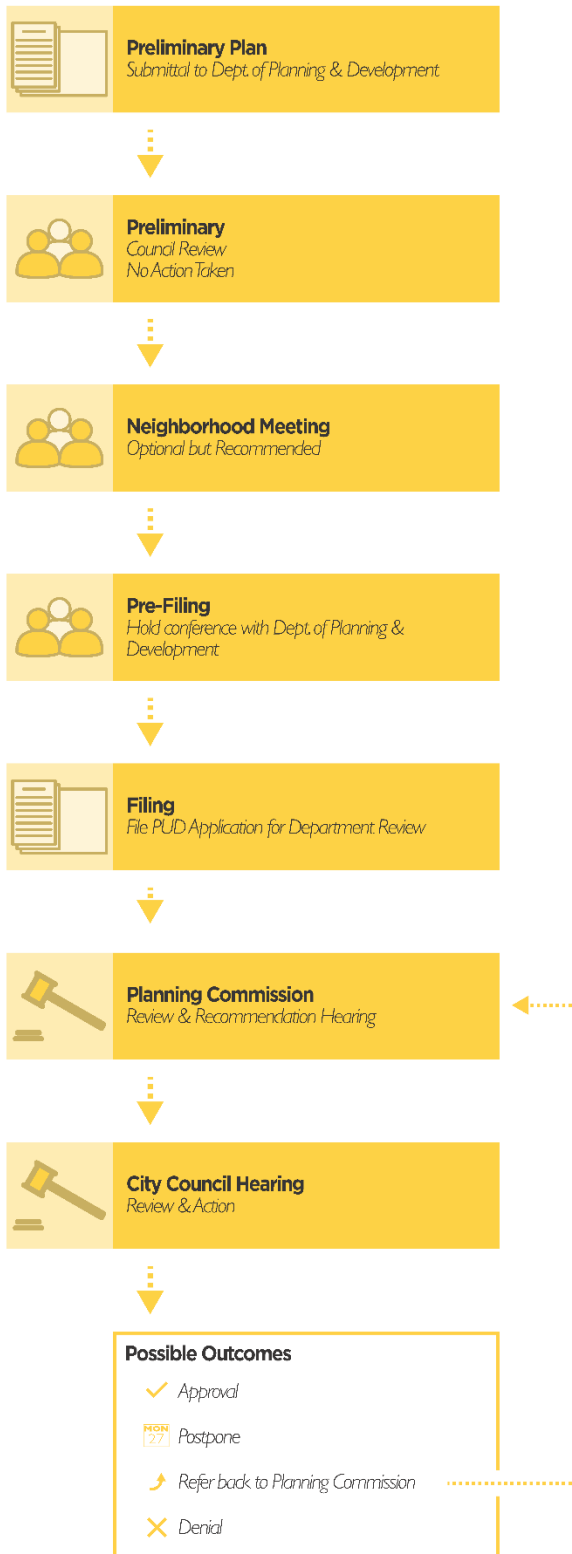 Preliminary Plan
Submittal to Dept. of Planning & Development
Preliminary
Council Review
No Action Taken
Neighborhood Meeting
Optional but Recommended
Pre-Filing
Hold conference with Dept. of Planning &
Development
Filing
File PUD Application for Department Review
Planning Commission
Review & Recommendation Hearing
City Council Hearing
Review & Action
Possible Outcomes
Approval
MON
27
Postpone
Refer back to Planning Commission
Denial